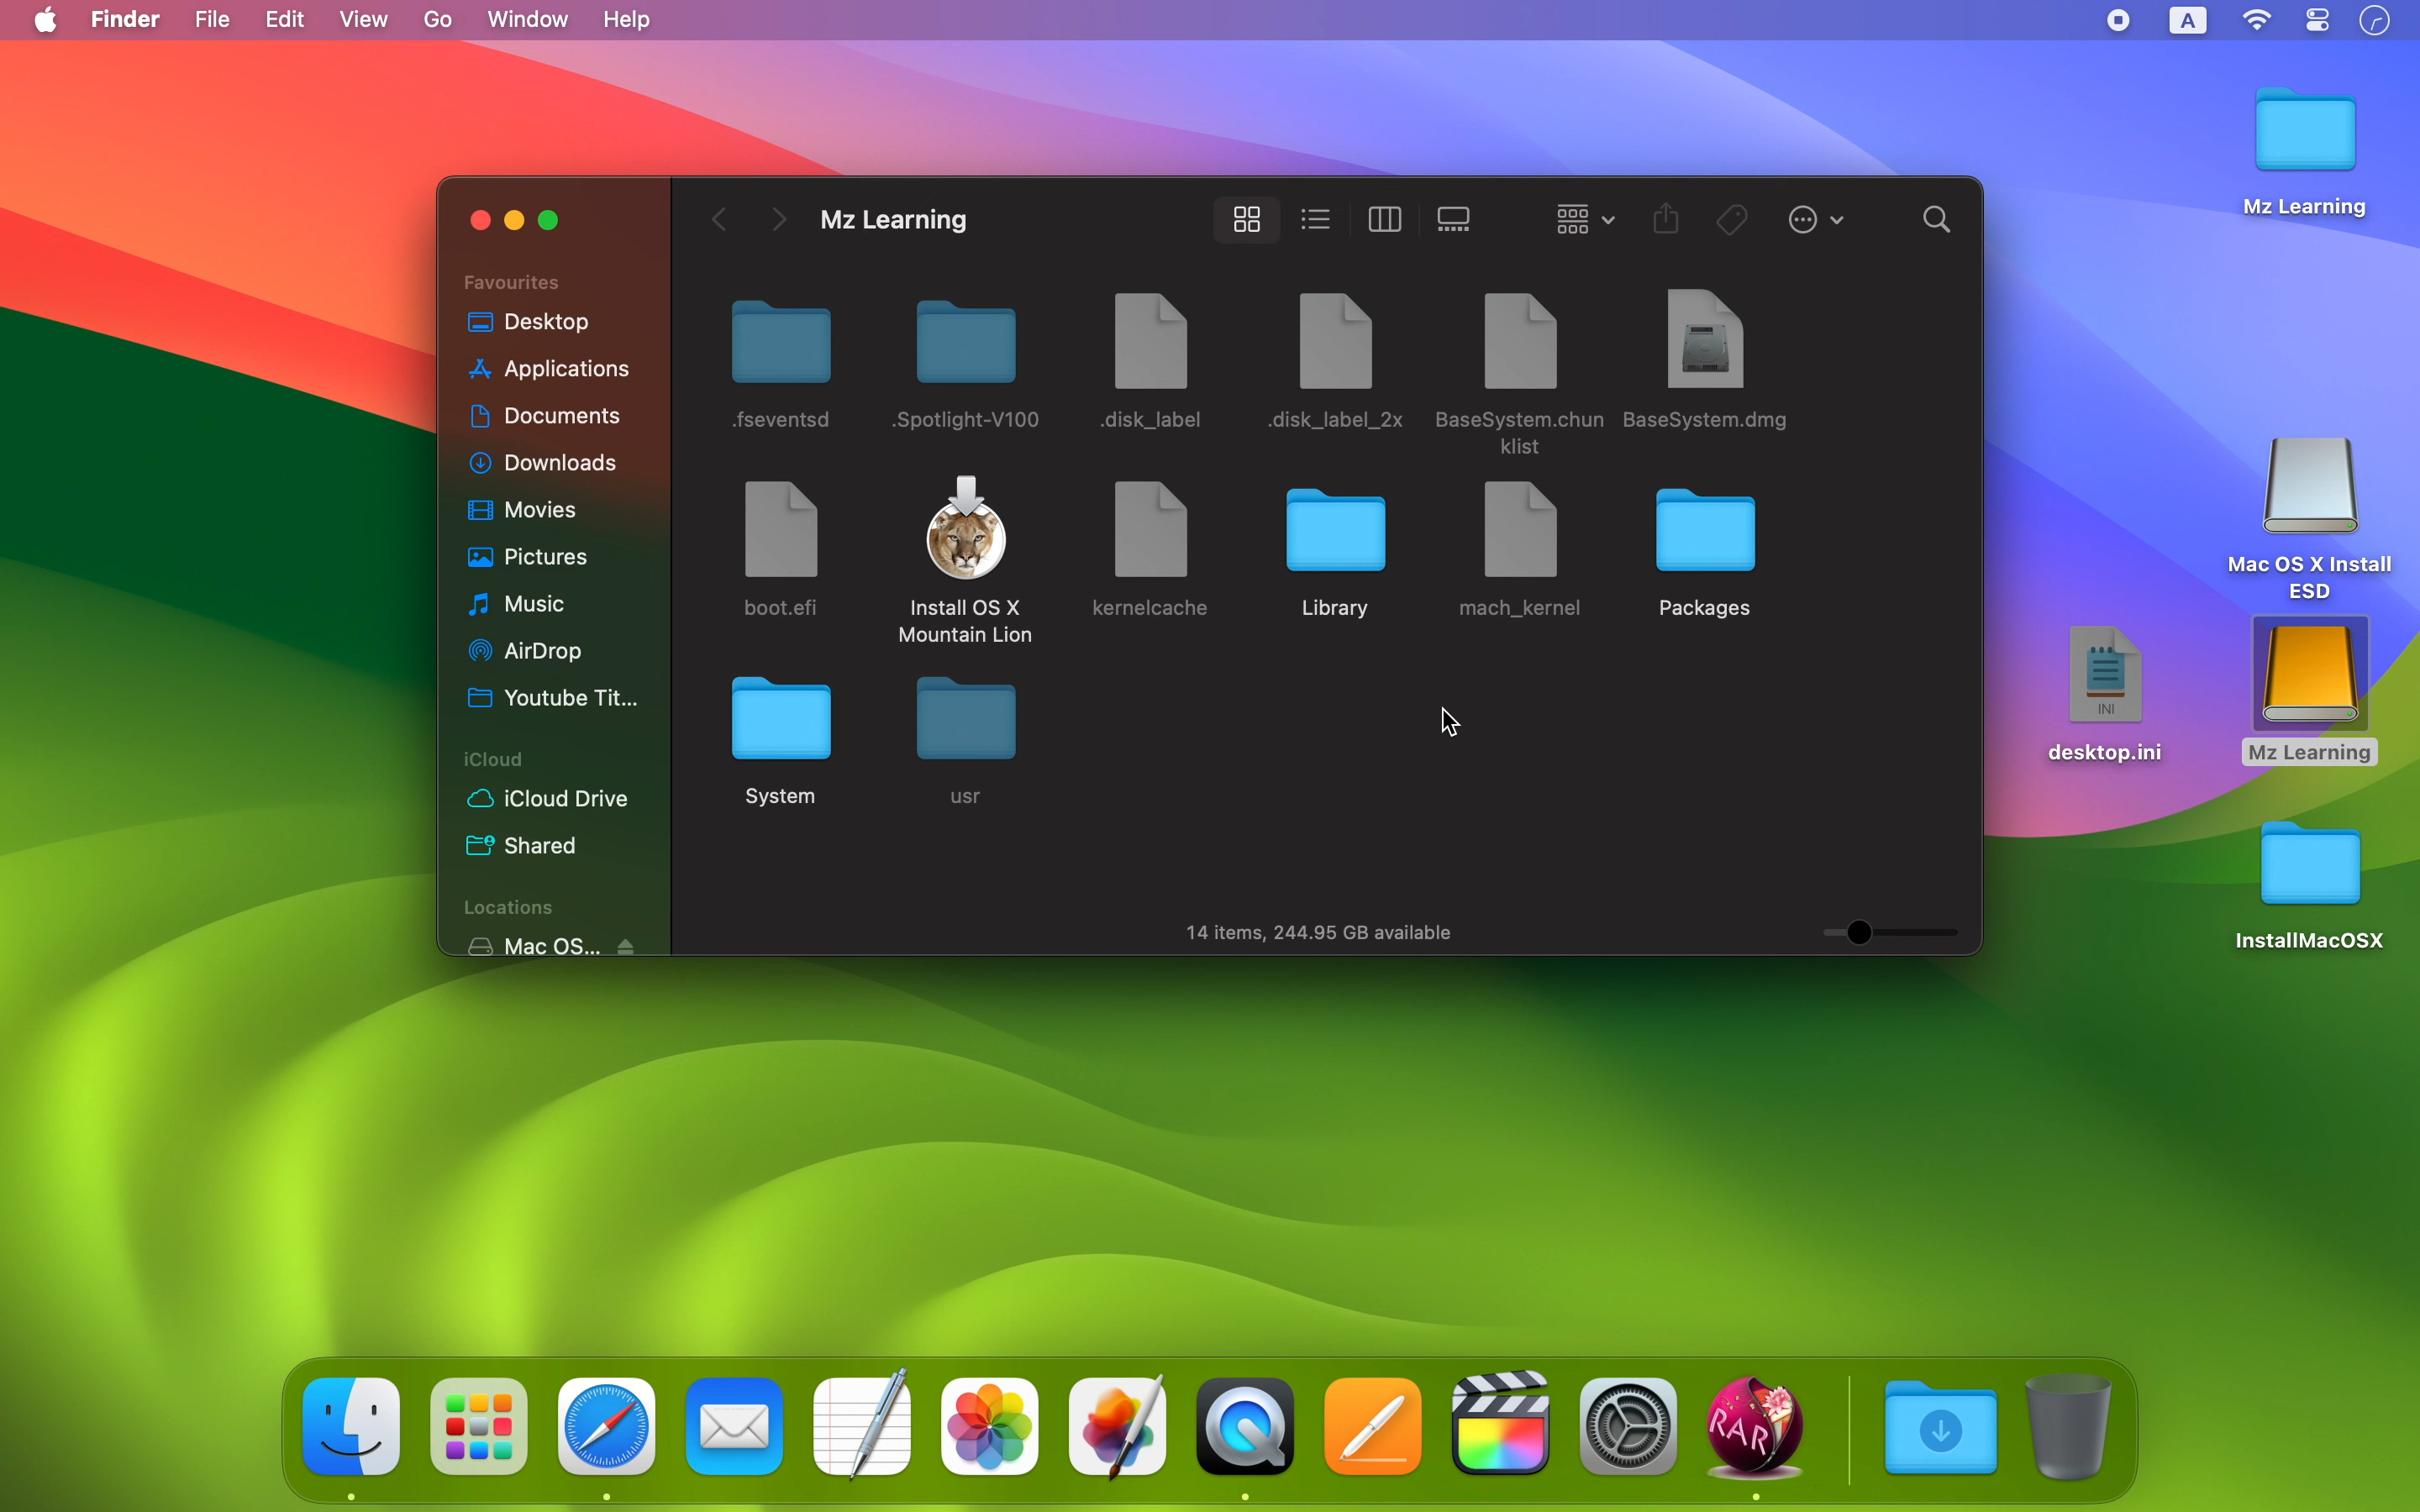 Finder File Edit View Go Window Help
A
Mz Learning
Mz Learning
Favourites
Desktop
Applications
Documents
Downloads
Movies
Pictures
Music
AirDrop
Youtube Tit...
iCloud
iCloud Drive
Shared
Locations
Mac OS...
.fseventsd
.Spotlight-V100
.disk_label
.disk_label_2x
BaseSystem.chun
klist
BaseSystem.dmg
boot.efi
Install OS X
Mountain Lion
kernelcache
Library
mach_kernel
Packages
System
usr
14 items, 244.95 GB available
Mac OS X Install
ESD
INI
desktop.ini
Mz Learning
InstallMacOSX
RAR